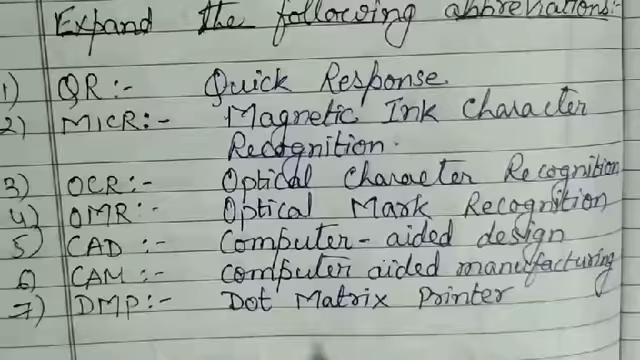 Expand the following abbreviations:-
1) QR:- Quick Response.
2) MICR:- Magnetic Ink Character
Recognition.
3) OCR:- Optical Character Recognition
4) OMR:- Optical Mark Recognition
5) CAD :- Computer-aided design
6) CAM :- Computer aided manufacturing
7) DMP:- Dot Matrix Printer